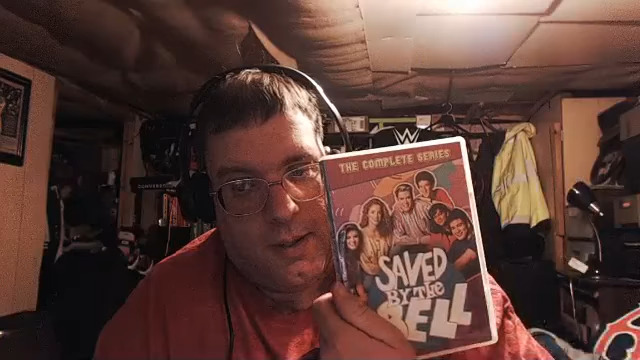 W
THE COMPLETE SERIES
SAVED
BY THE
BELL